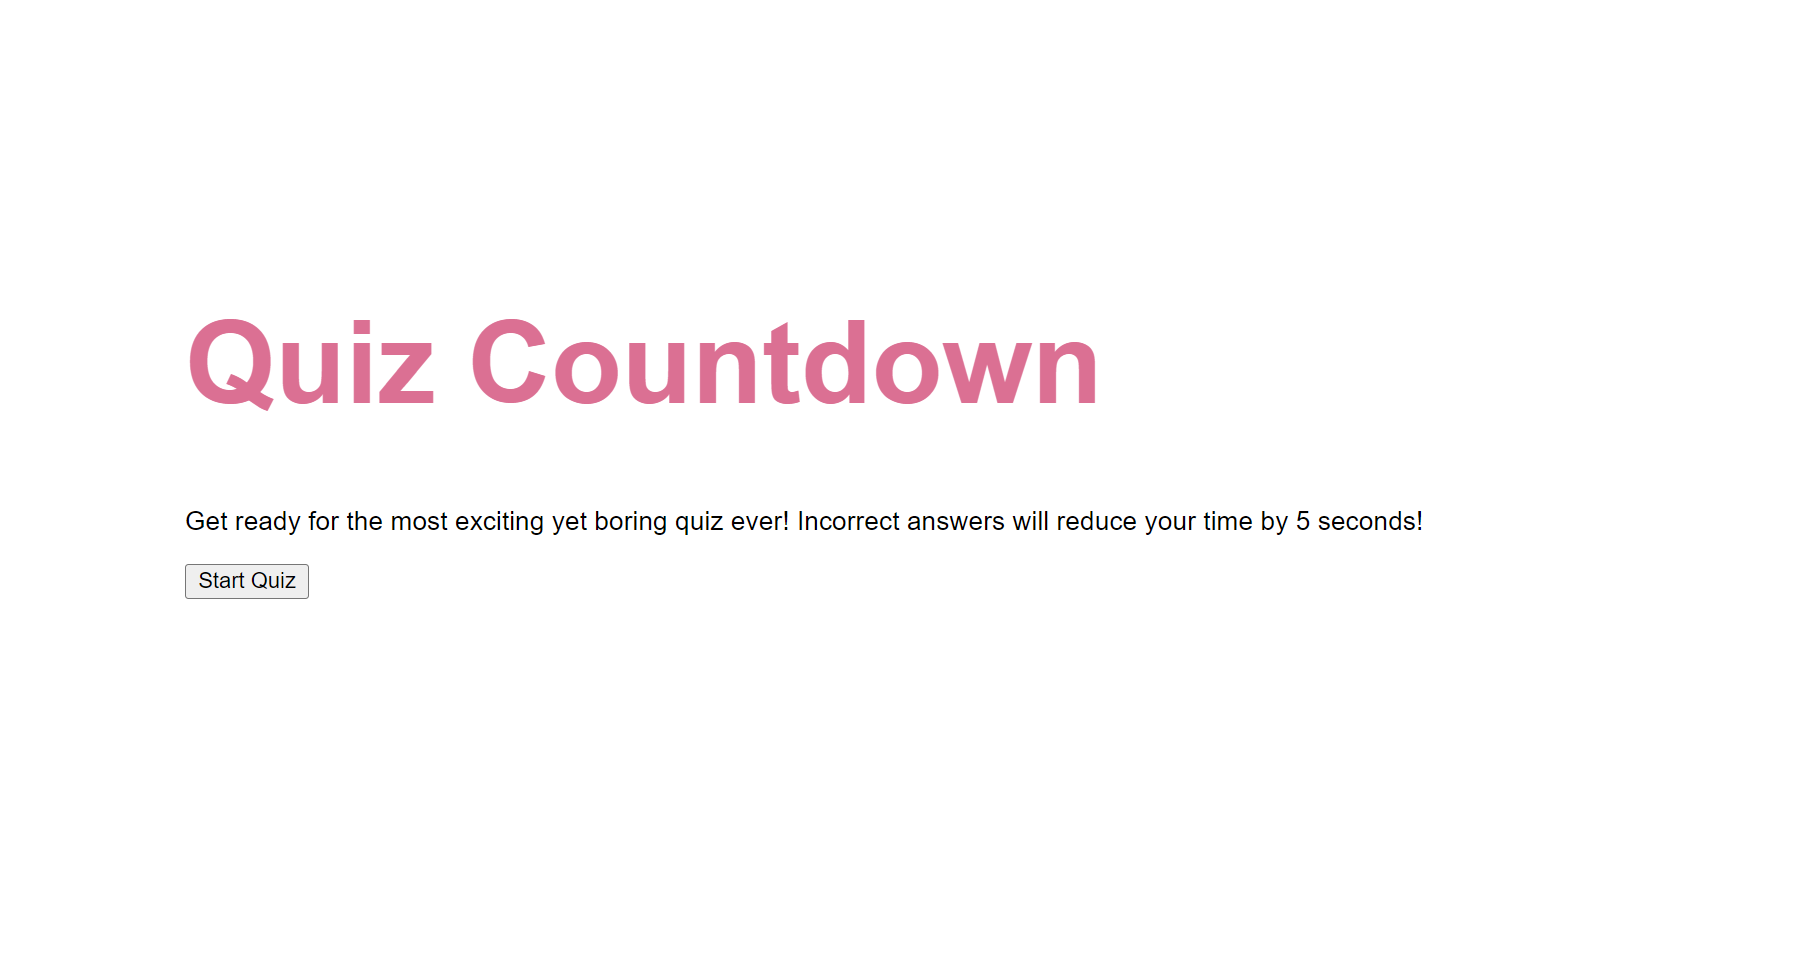 Quiz Countdown
Get ready for the most exciting yet boring quiz ever! Incorrect answers will reduce your time by 5 seconds!
Start Quiz